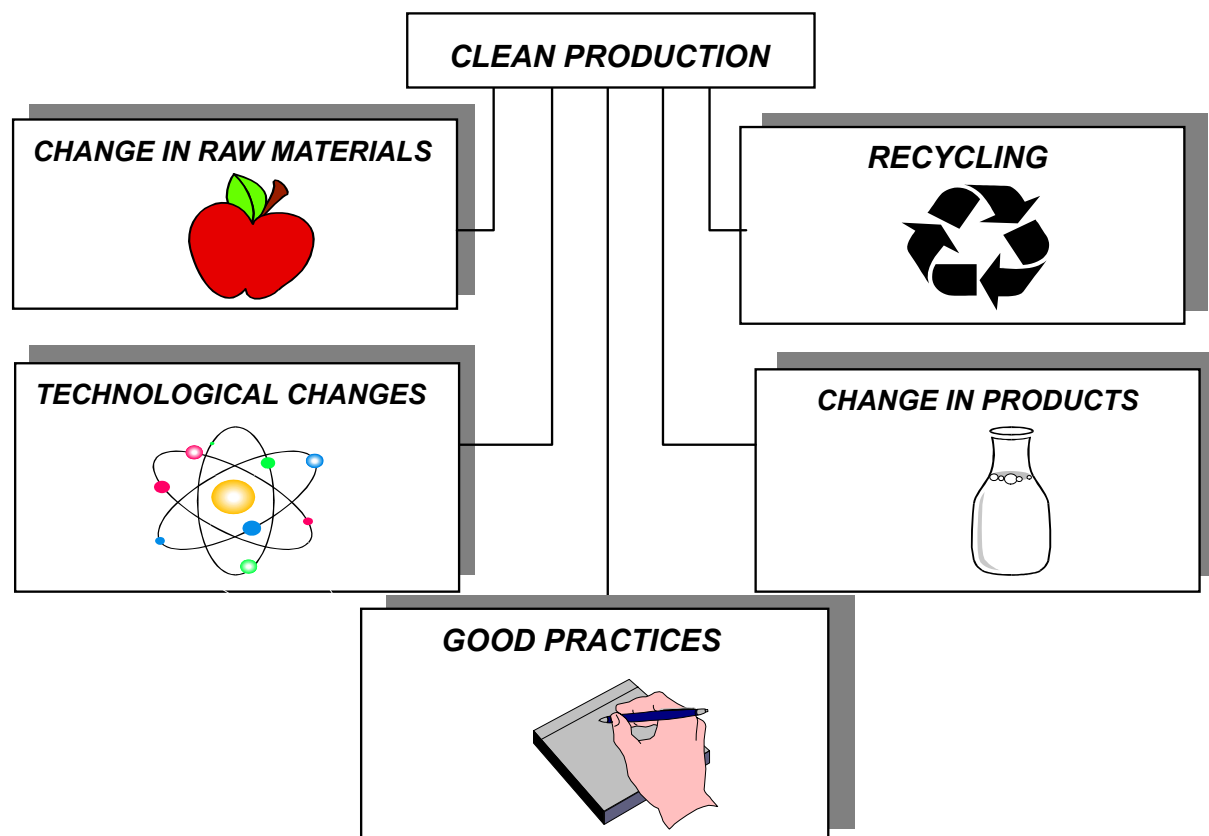 CLEAN PRODUCTION
CHANGE IN RAW MATERIALS
RECYCLING
TECHNOLOGICAL CHANGES
CHANGE IN PRODUCTS
GOOD PRACTICES